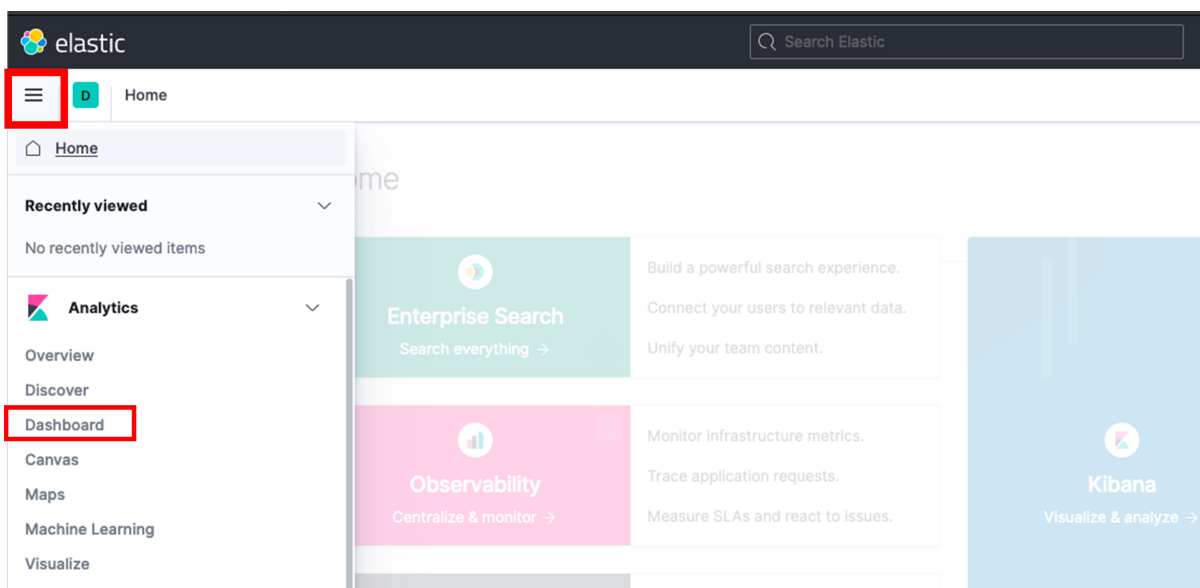 elastic
Search Elastic
D
Home
Home
Recently viewed
No recently viewed items
Analytics
Overview
Discover
Dashboard
Canvas
Maps
Machine Learning
Visualize
ome
Enterprise Search
Search everything →
Build a powerful search experience.
Connect your users to relevant data.
Unify your team content.
Observability
Centralize & monitor →
Monitor infrastructure metrics.
Trace application requests.
Measure SLAs and react to issues.
Kibana
Visualize & analyze →